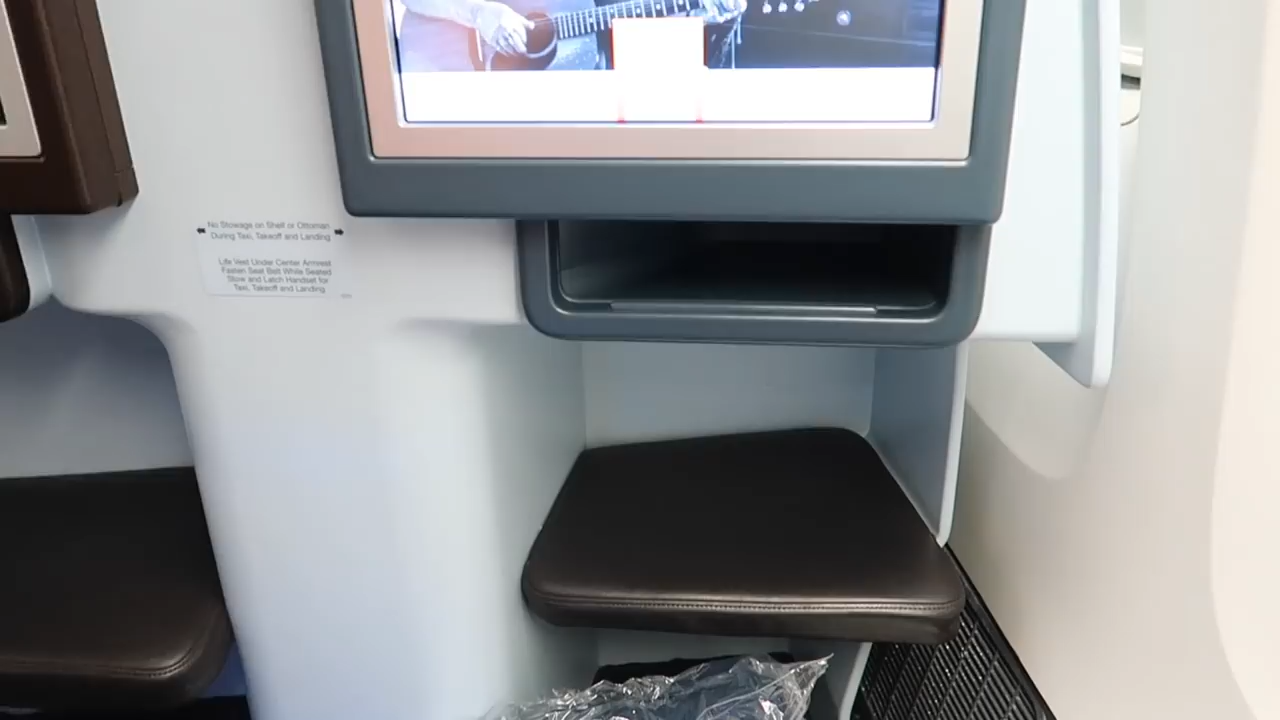 No Stowage on Shelf or Ottoman
During Taxi, Takeoff and Landing
Life Vest Under Center Armrest
Fasten Seat Belt While Seated
Stow and Latch Handset for
Taxi, Takeoff and Landing